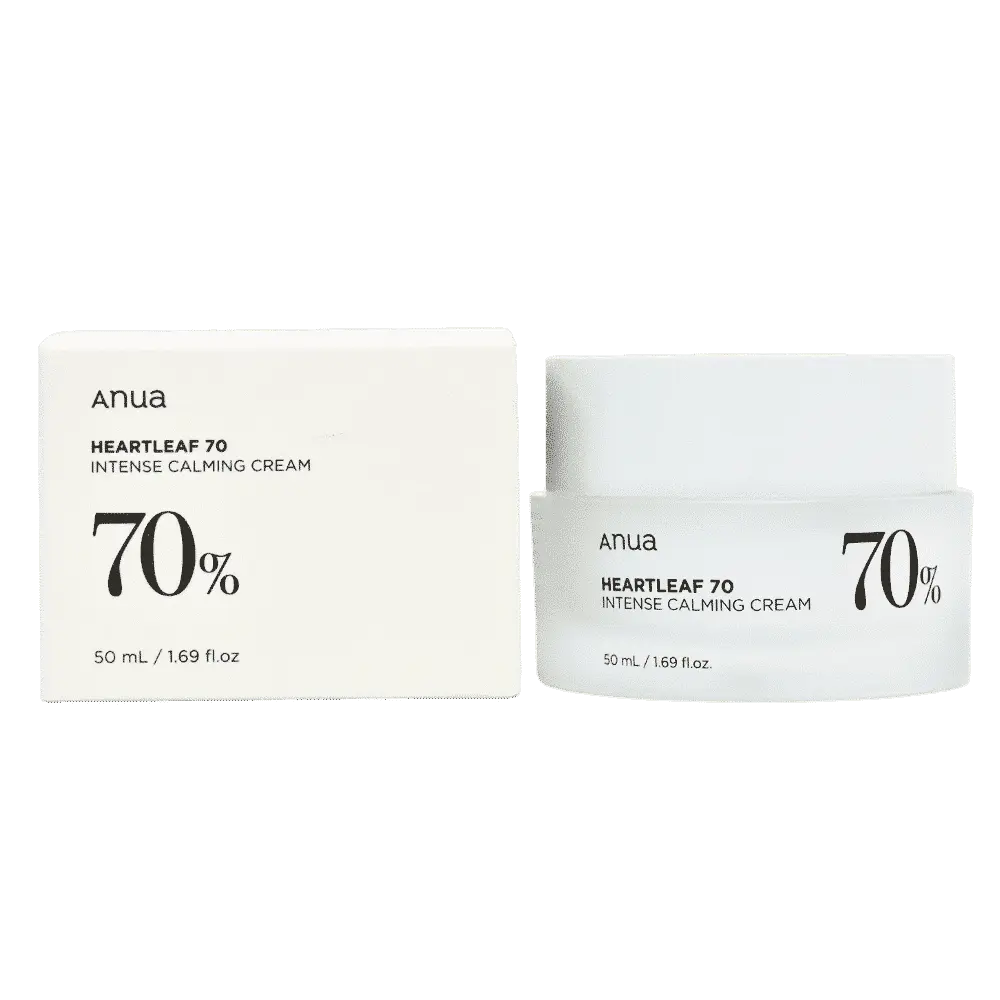 Anua
HEARTLEAF 70
INTENSE CALMING CREAM
70%
50 mL / 1.69 fl.oz
Anua
HEARTLEAF 70
INTENSE CALMING CREAM
70%
50 mL / 1.69 fl.oz.